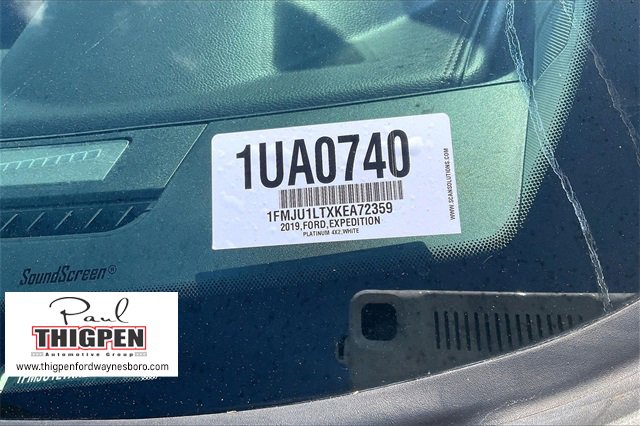 1UA0740
1FMJU1LTXKEA72359
2019,FORD,EXPEDITION
PLATINUM 4X2,WHITE
WWW.SCANSOLUTIONS.COM
SoundScreen®
Paul
THIGPEN
Automotive Group
www.thigpenfordwaynesboro.com